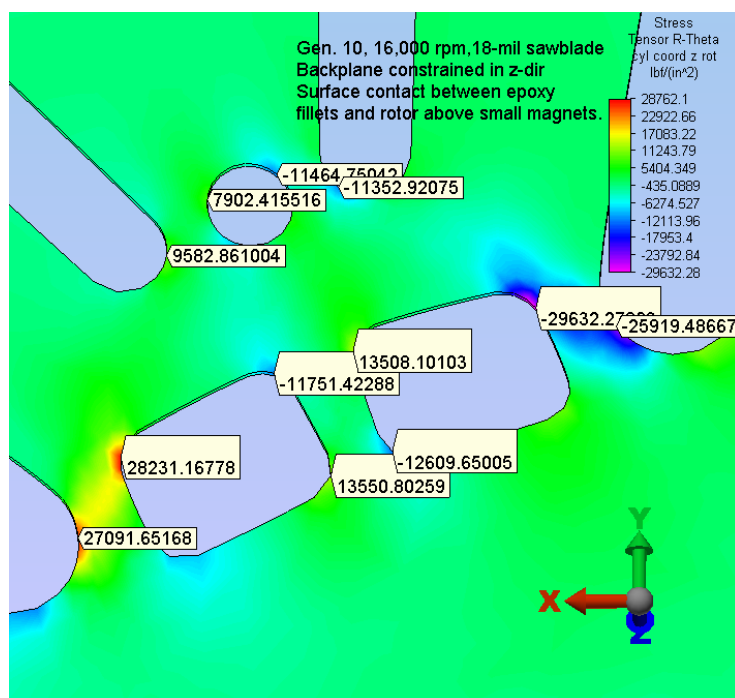 Gen. 10, 16,000 rpm,18-mil sawblade
Backplane constrained in z-dir
Surface contact between epoxy
fillets and rotor above small magnets.
Stress
Tensor R-Theta
cyl coord z rot
lbf/(in^2)
28762.1
22922.66
17083.22
11243.79
5404.349
-435.0889
-6274.527
-12113.96
-17953.4
-23792.84
-29632.28
-11464.75042
-11352.92075
7902.415516
9582.861004
-25919.48667
13508.10103
-11751.42288
28231.16778
-12609.65005
13550.80259
27091.65168
Y
X
Z